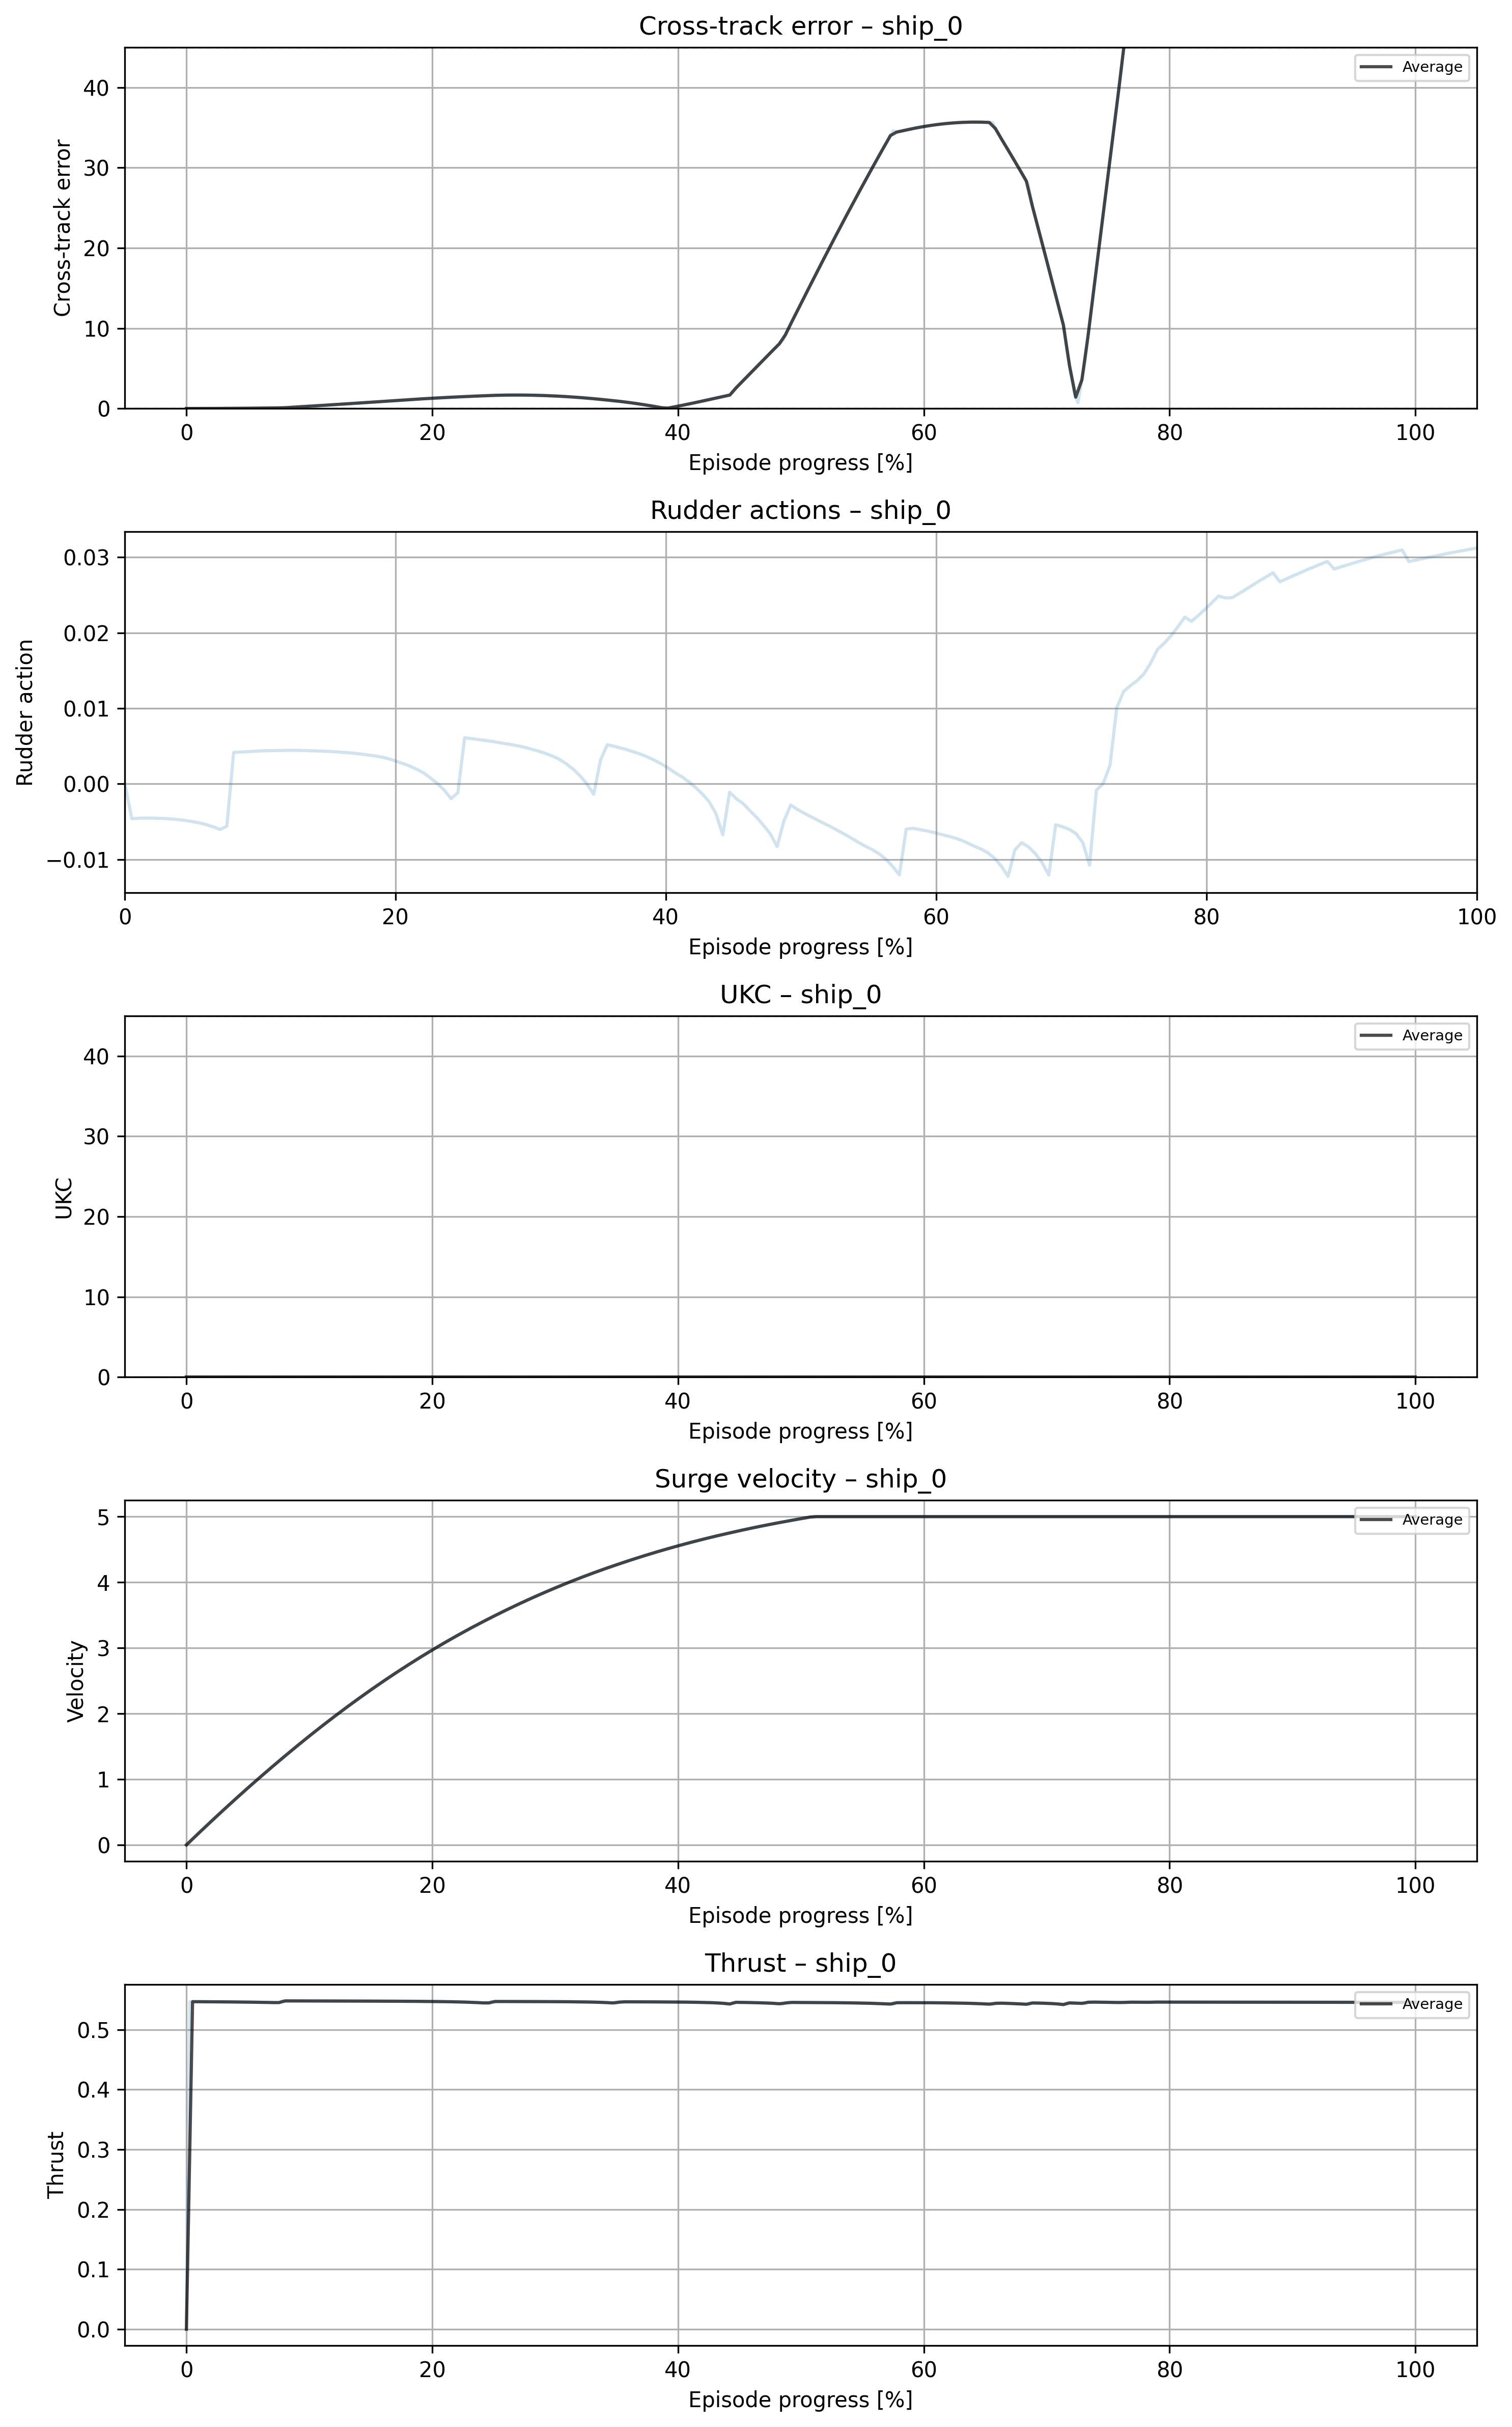 Cross-track error – ship_0
40
30
20
10
0
Cross-track error
Average
0 20 40 60 80 100
Episode progress [%]
Rudder actions – ship_0
0.03
0.02
0.01
0.00
−0.01
Rudder action
0 20 40 60 80 100
Episode progress [%]
UKC – ship_0
40
30
20
10
0
UKC
Average
0 20 40 60 80 100
Episode progress [%]
Surge velocity – ship_0
5
4
3
2
1
0
Velocity
Average
0 20 40 60 80 100
Episode progress [%]
Thrust – ship_0
0.5
0.4
0.3
0.2
0.1
0.0
Thrust
Average
0 20 40 60 80 100
Episode progress [%]